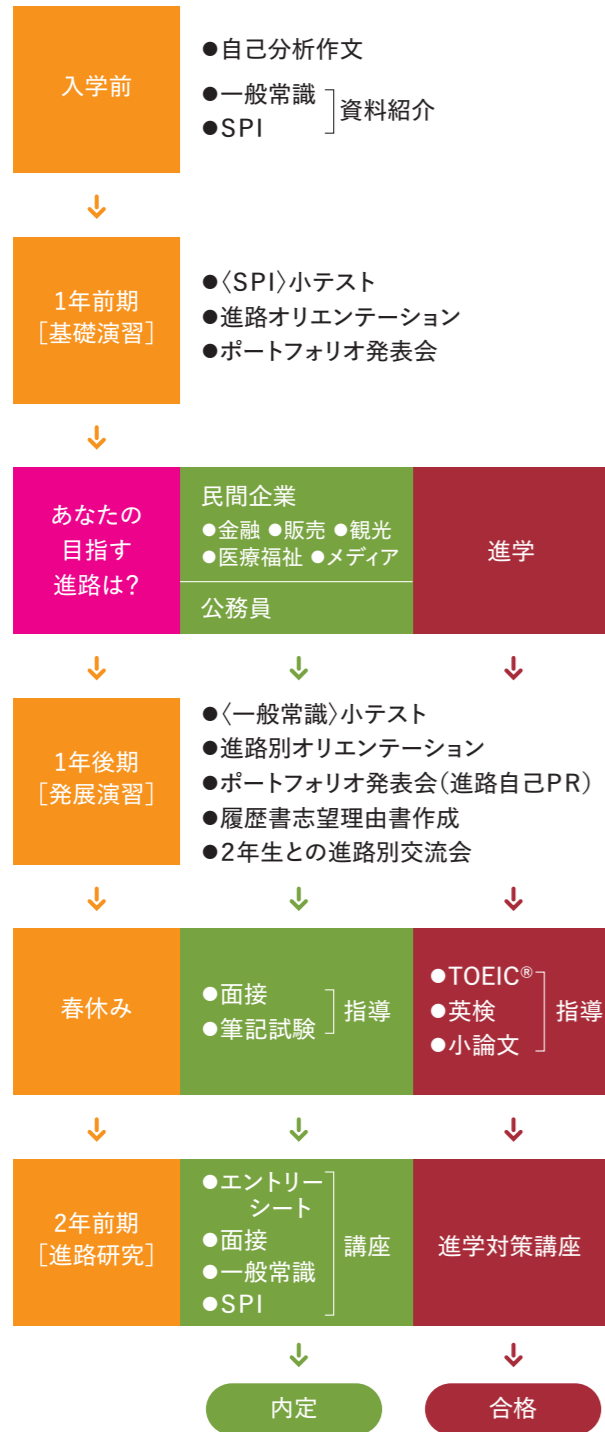 入学前
●自己分析作文
●一般常識
●SPI
資料紹介
1年前期
［基礎演習］
●〈SPI〉小テスト
●進路オリエンテーション
●ポートフォリオ発表会
あなたの
目指す
進路は？
民間企業
●金融 ●販売 ●観光
●医療福祉 ●メディア
公務員
進学
1年後期
［発展演習］
●〈一般常識〉小テスト
●進路別オリエンテーション
●ポートフォリオ発表会（進路自己PR）
●履歴書志望理由書作成
●2年生との進路別交流会
春休み
●面接
●筆記試験
指導
●TOEIC®
●英検
●小論文
指導
2年前期
［進路研究］
●エントリー
シート
●面接
●一般常識
●SPI
講座
進学対策講座
内定
合格